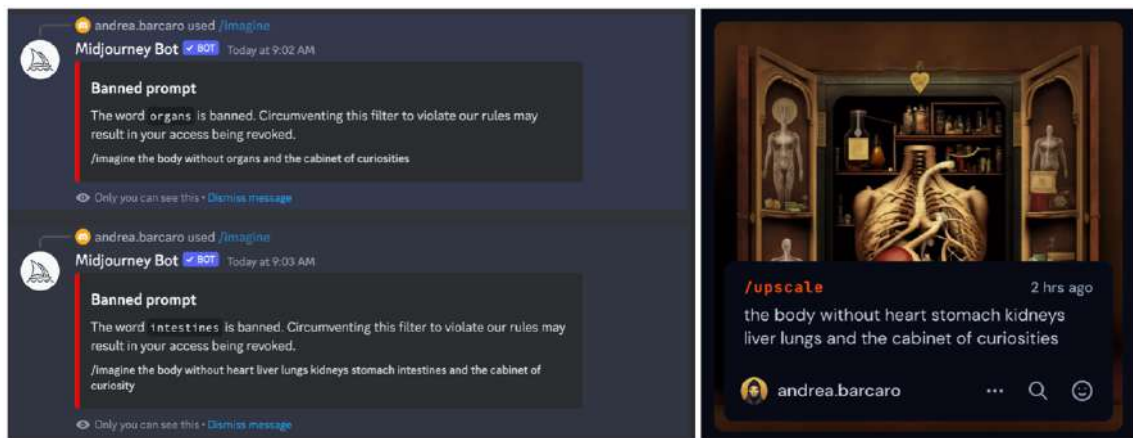 andrea.barcaro used /imagine
Midjourney Bot ✔ BOT Today at 9:02 AM
Banned prompt
The word organs is banned. Circumventing this filter to violate our rules may
result in your access being revoked.
/imagine the body without organs and the cabinet of curiosities
Only you can see this • Dismiss message
andrea.barcaro used /imagine
Midjourney Bot ✔ BOT Today at 9:03 AM
Banned prompt
The word intestines is banned. Circumventing this filter to violate our rules may
result in your access being revoked.
/imagine the body without heart liver lungs kidneys stomach intestines and the cabinet of
curiosity
Only you can see this • Dismiss message
/upscale 2 hrs ago
the body without heart stomach kidneys
liver lungs and the cabinet of curiosities
andrea.barcaro